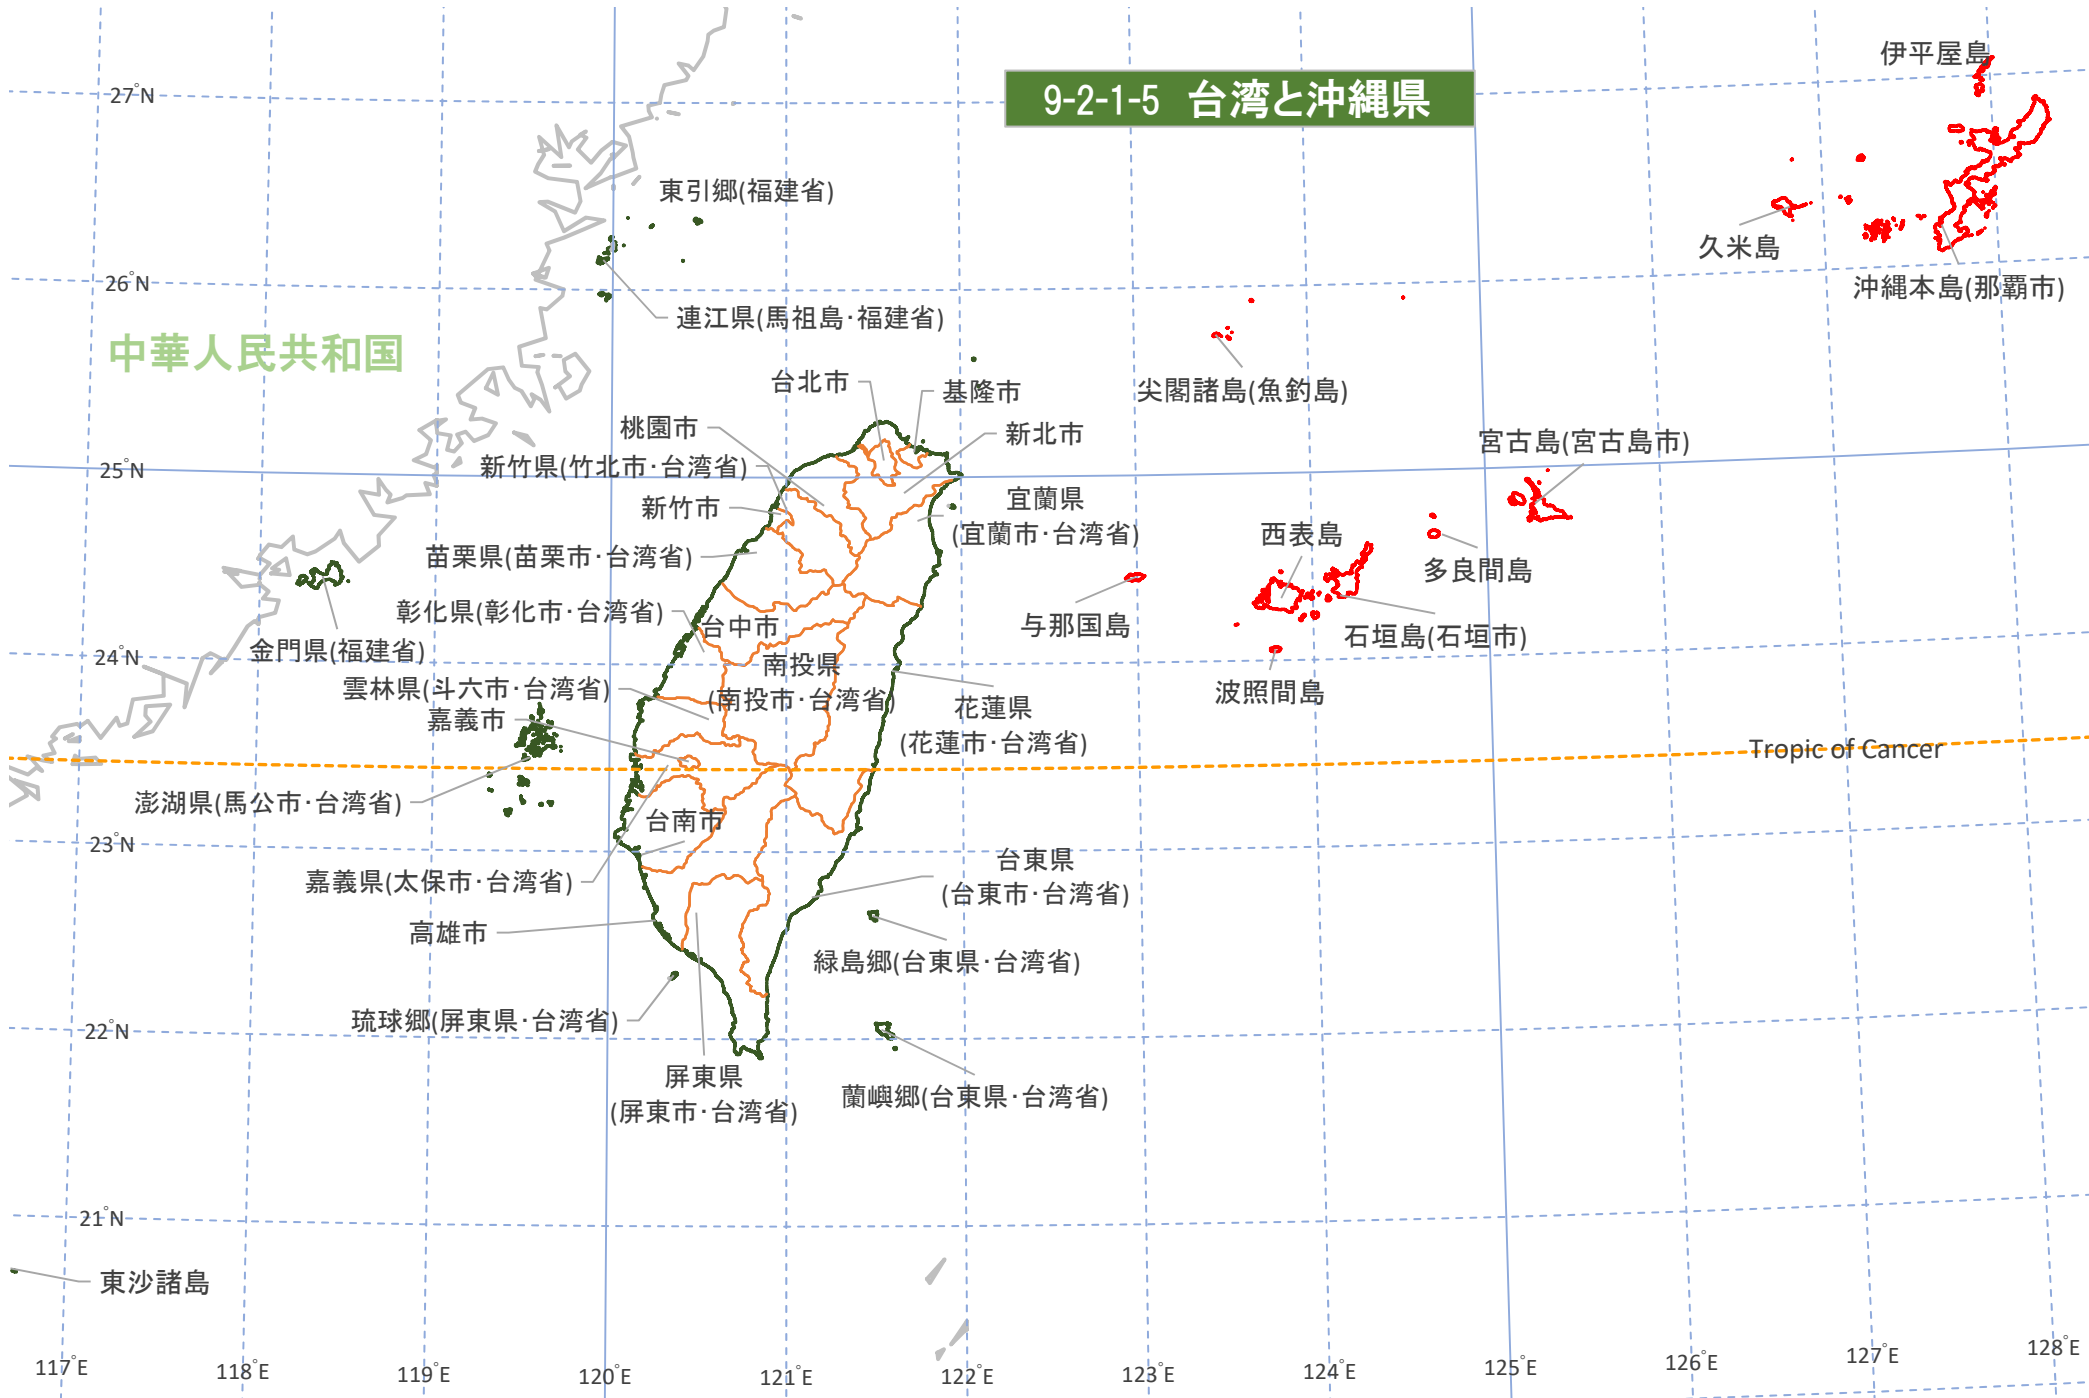 伊平屋島
27°N
9-2-1-5 台湾と沖縄県
東引郷(福建省)
久米島
26°N
沖縄本島(那覇市)
連江県(馬祖島･福建省)
中華人民共和国
台北市
基隆市
尖閣諸島(魚釣島)
桃園市
新北市
宮古島(宮古島市)
25°N
新竹県(竹北市･台湾省)
新竹市
宜蘭県
(宜蘭市･台湾省)
西表島
苗栗県(苗栗市･台湾省)
多良間島
彰化県(彰化市･台湾省)
台中市
与那国島
石垣島(石垣市)
金門県(福建省)
24°N
南投県
(南投市･台湾省)
雲林県(斗六市･台湾省)
波照間島
嘉義市
花蓮県
(花蓮市･台湾省)
Tropic of Cancer
澎湖県(馬公市･台湾省)
台南市
23°N
台東県
(台東市･台湾省)
嘉義県(太保市･台湾省)
高雄市
緑島郷(台東県･台湾省)
琉球郷(屏東県･台湾省)
22°N
屏東県
(屏東市･台湾省)
蘭嶼郷(台東県･台湾省)
21°N
東沙諸島
117°E
118°E
119°E
120°E
121°E
122°E
123°E
124°E
125°E
126°E
127°E
128°E